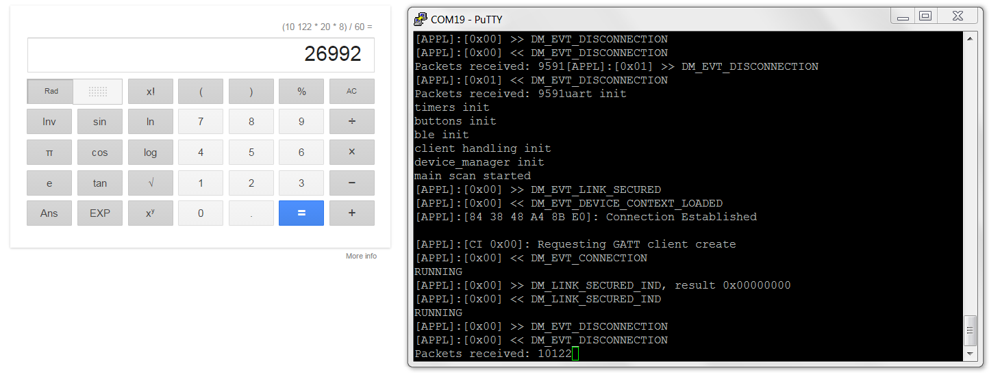 (10 122 * 20 * 8) / 60 =
26992
Rad x! ( ) % AC
Inv sin ln 7 8 9 ÷
π cos log 4 5 6 ×
e tan √ 1 2 3 −
Ans EXP xʸ 0 . = +
More info
COM19 - PuTTY
[APPL]:[0x00] >> DM_EVT_DISCONNECTION
[APPL]:[0x00] << DM_EVT_DISCONNECTION
Packets received: 9591[APPL]:[0x01] >> DM_EVT_DISCONNECTION
[APPL]:[0x01] << DM_EVT_DISCONNECTION
Packets received: 9591uart init
timers init
buttons init
ble init
client handling init
device_manager init
main scan started
[APPL]:[0x00] >> DM_EVT_LINK_SECURED
[APPL]:[0x00] << DM_EVT_DEVICE_CONTEXT_LOADED
[APPL]:[84 38 48 A4 8B E0]: Connection Established
[APPL]:[CI 0x00]: Requesting GATT client create
[APPL]:[0x00] << DM_EVT_CONNECTION
RUNNING
[APPL]:[0x00] >> DM_LINK_SECURED_IND, result 0x00000000
[APPL]:[0x00] << DM_LINK_SECURED_IND
RUNNING
[APPL]:[0x00] >> DM_EVT_DISCONNECTION
[APPL]:[0x00] << DM_EVT_DISCONNECTION
Packets received: 10122